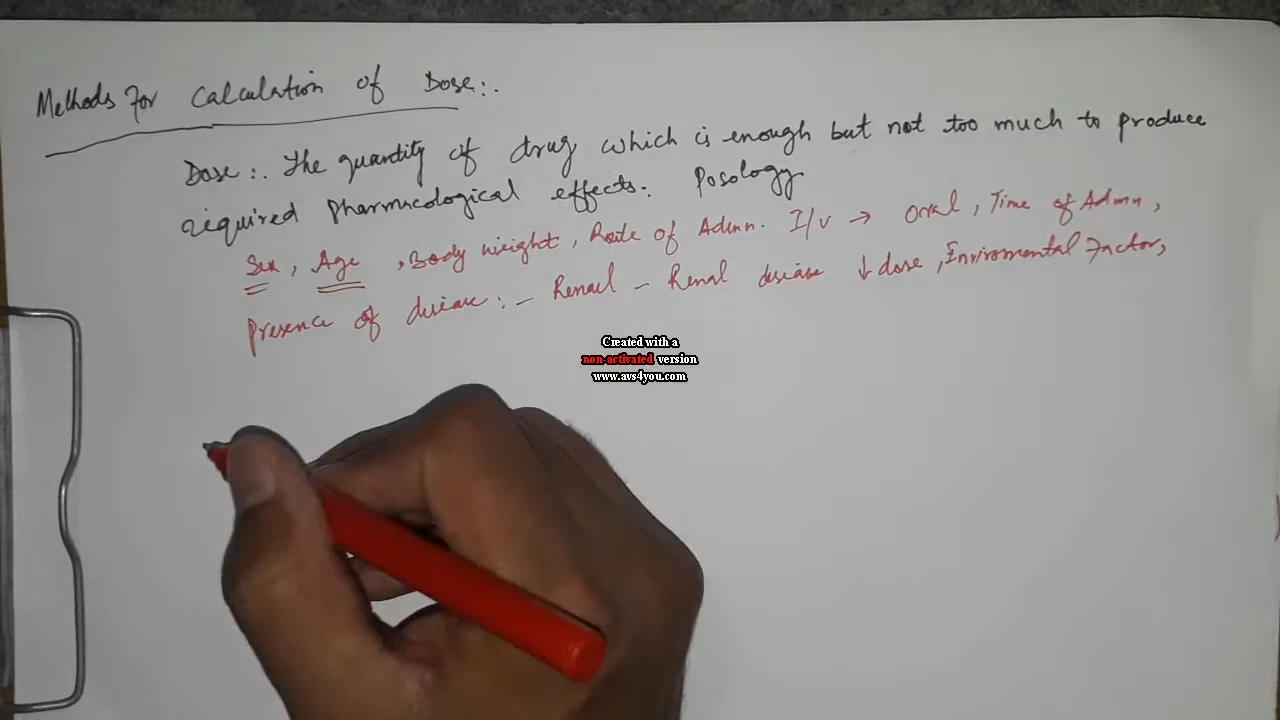 Methods For Calculation of Dose:.
Dose:. The quantity of drug which is enough but not too much to produce
required Pharmacological effects. Posology
Sex, Age, Body weight, Route of Admn. I/v → Oral, Time of Admn,
Presence of disease:- Renal - Renal disease ↓ dose, Enviromental Factor,
Created with a
non-activated version
www.avs4you.com